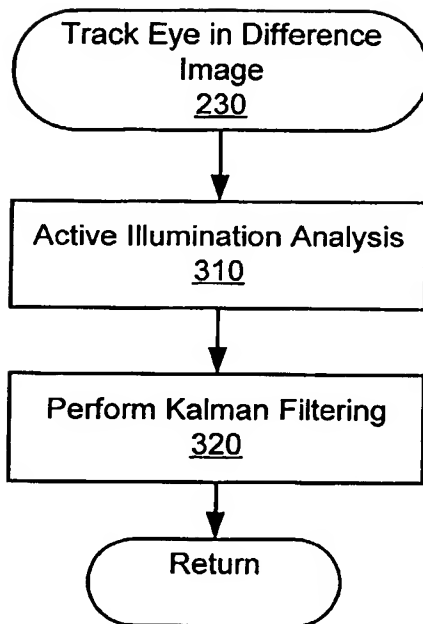 Track Eye in Difference
Image
230
Active Illumination Analysis
310
Perform Kalman Filtering
320
Return